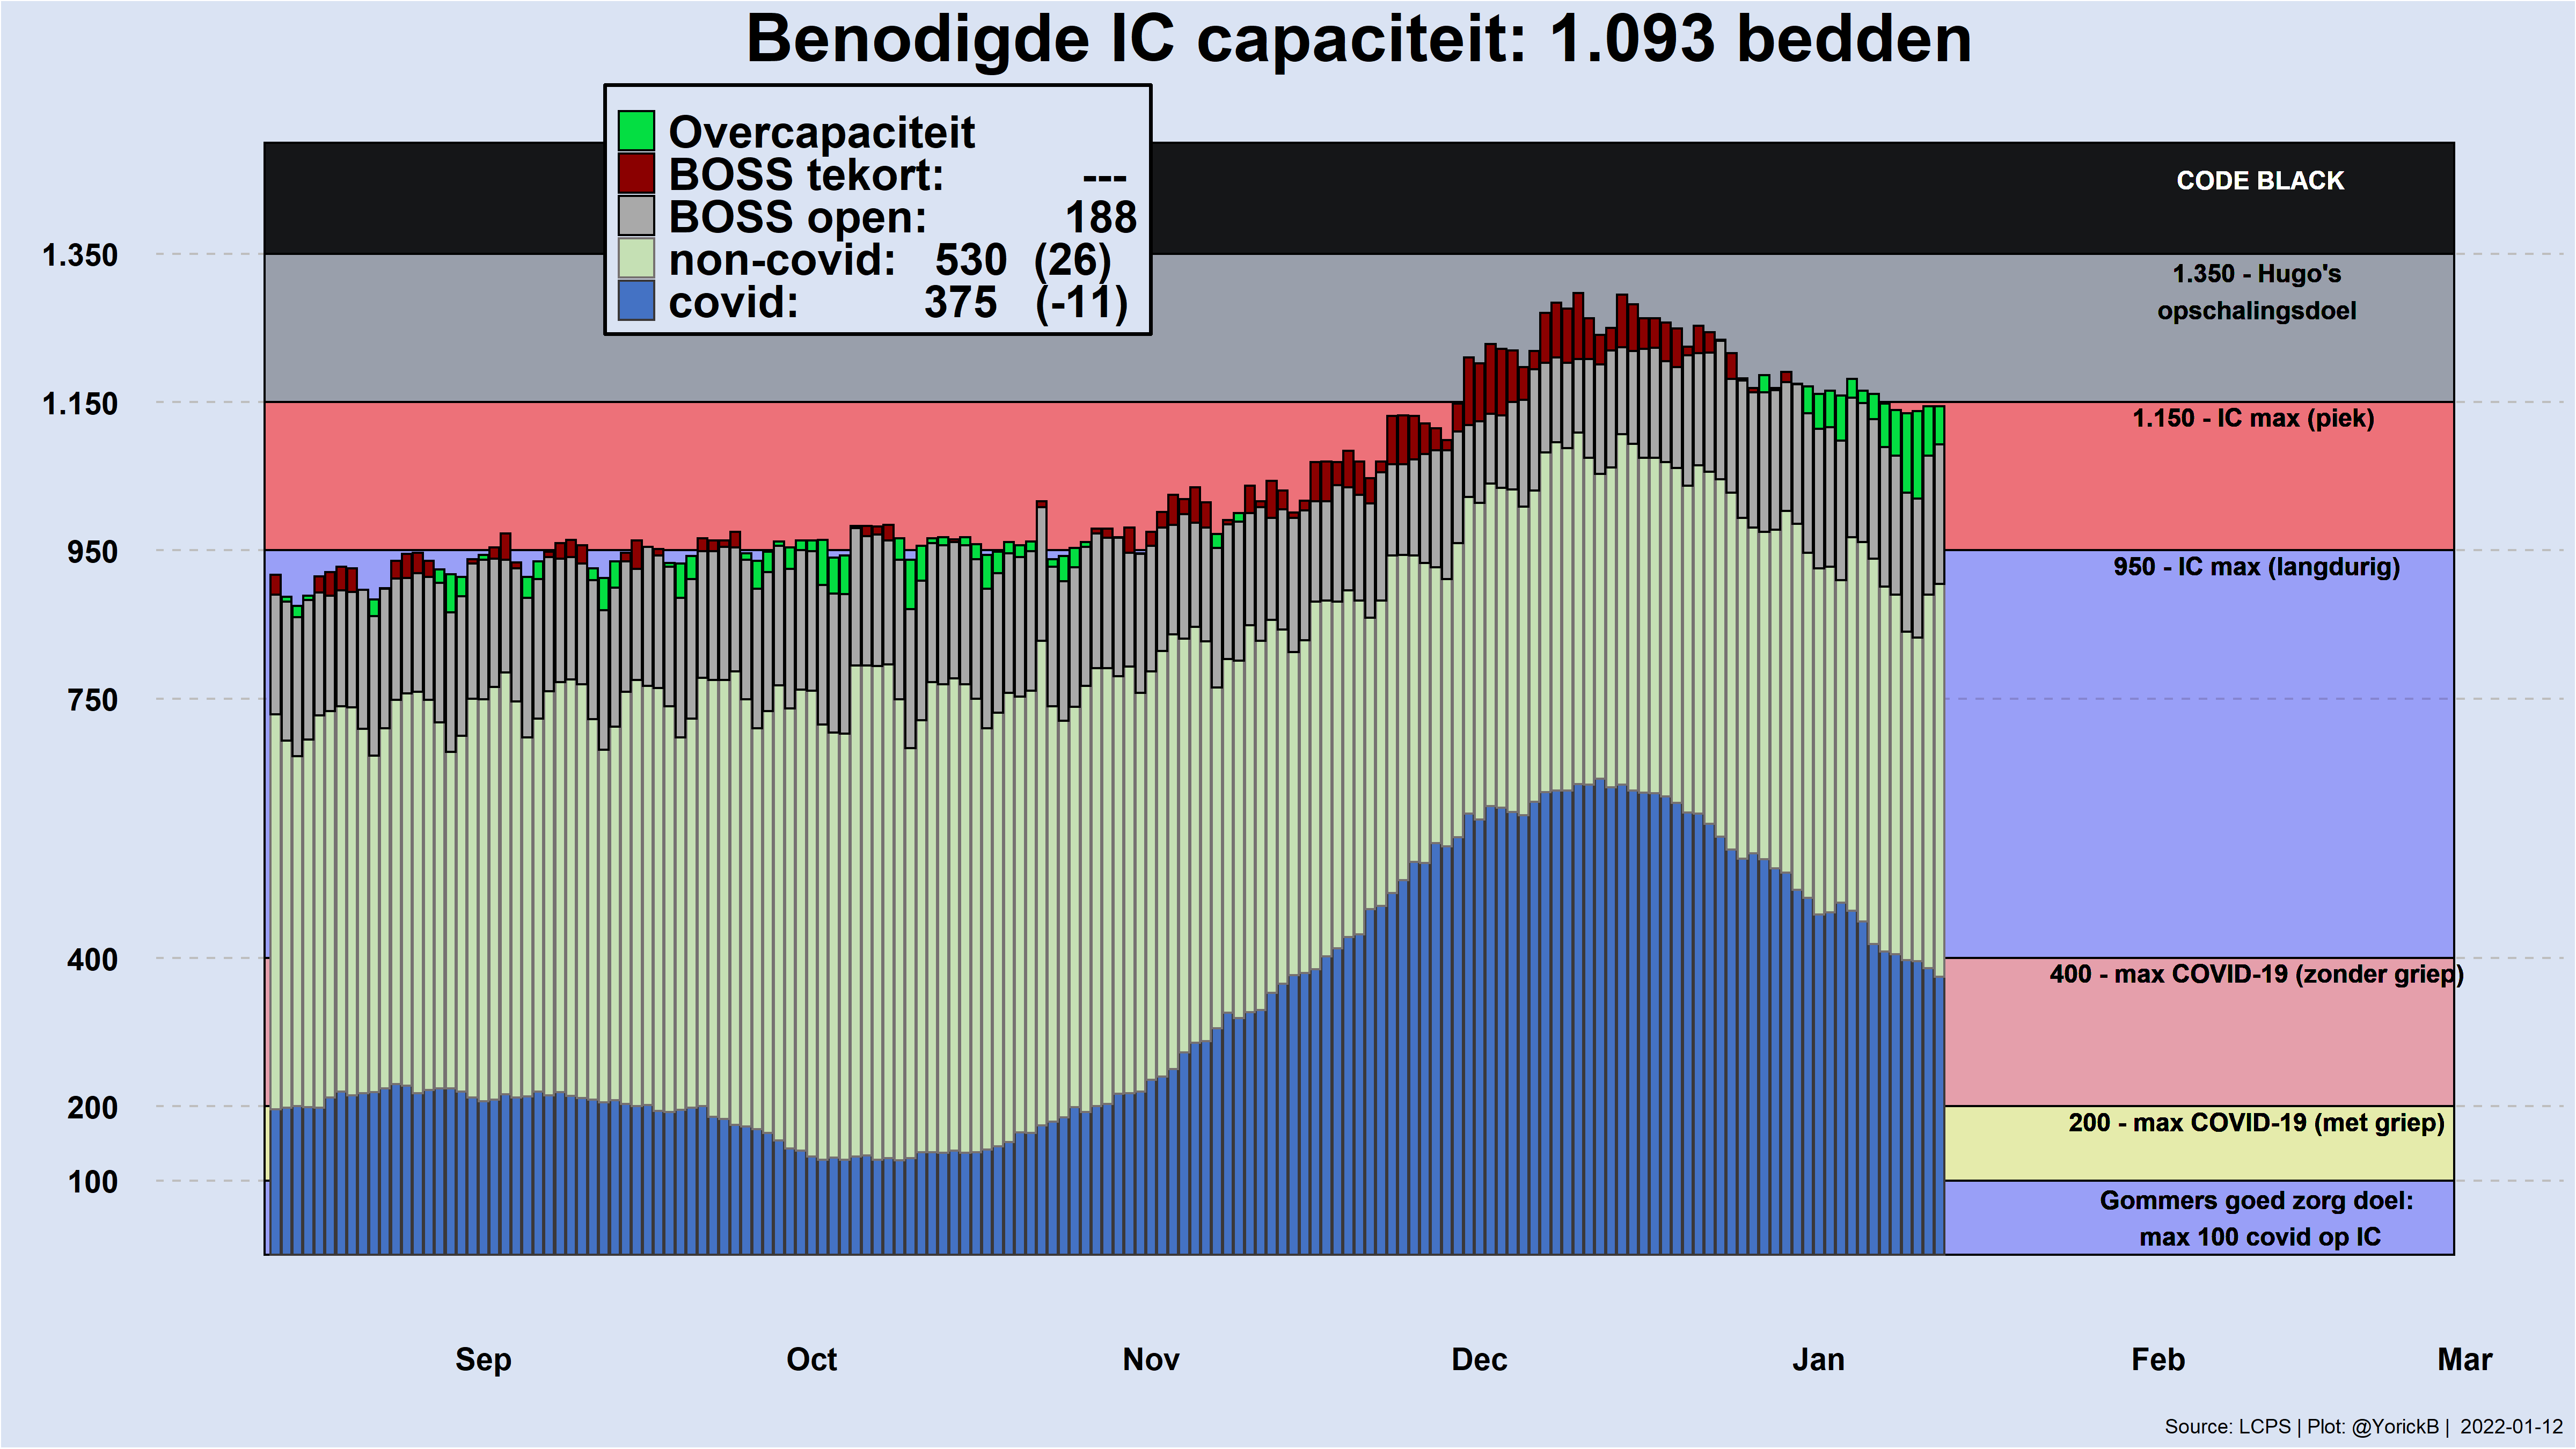 Benodigde IC capaciteit: 1.093 bedden
Overcapaciteit
BOSS tekort: ---
BOSS open: 188
non-covid: 530 (26)
covid: 375 (-11)
CODE BLACK
1.350
1.350 - Hugo's
opschalingsdoel
1.150
1.150 - IC max (piek)
950
950 - IC max (langdurig)
750
400
400 - max COVID-19 (zonder griep)
200
200 - max COVID-19 (met griep)
100
Gommers goed zorg doel:
max 100 covid op IC
Sep Oct Nov Dec Jan Feb Mar
Source: LCPS | Plot: @YorickB | 2022-01-12